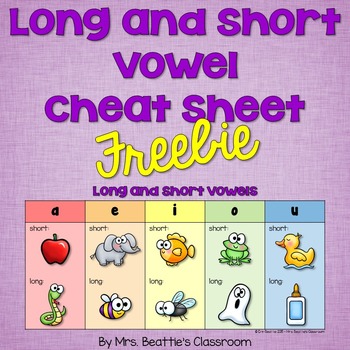 Long and Short
Vowel
Cheat Sheet
Freebie
Long and Short Vowels
a e i o u
short: short: short: short: short:
long: long: long: long: long:
By Mrs. Beattie's Classroom